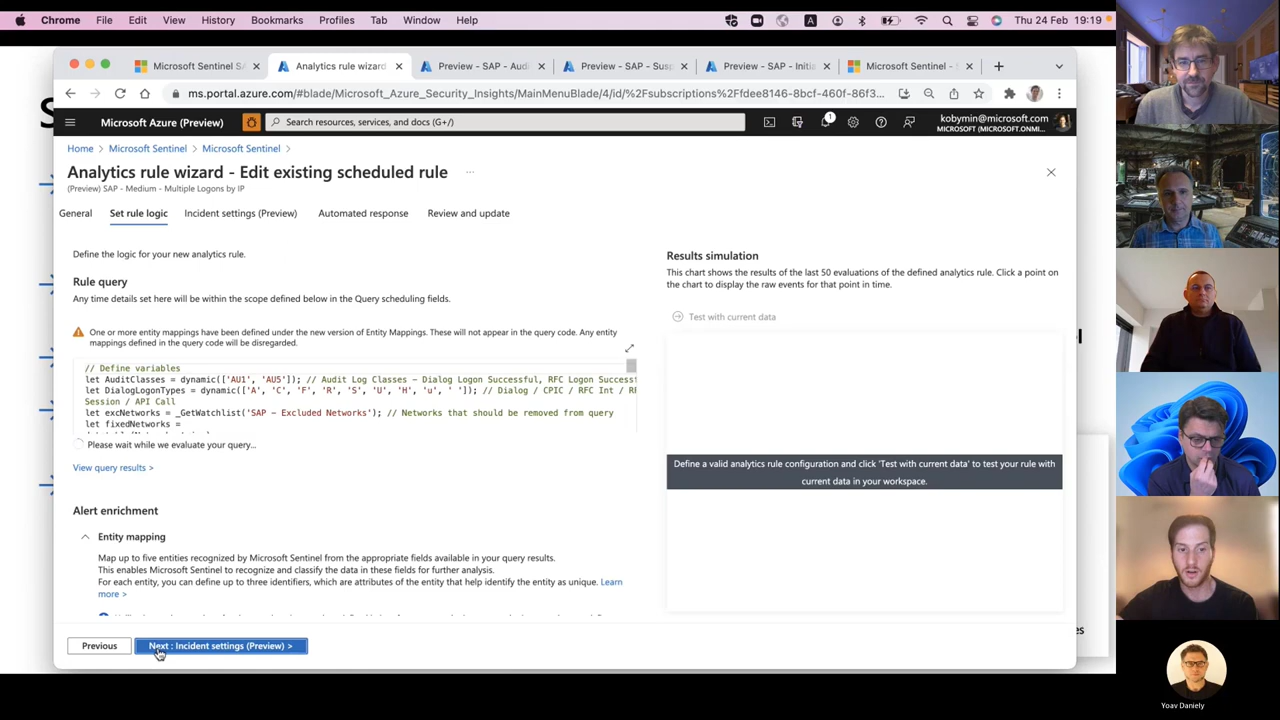 Chrome File Edit View History Bookmarks Profiles Tab Window Help A Thu 24 Feb 19:19
Microsoft Sentinel SA
Analytics rule wizard
Preview - SAP - Aud
Preview - SAP - Sus
Preview - SAP - Initia
Microsoft Sentinel - S
ms.portal.azure.com/#blade/Microsoft_Azure_Security_Insights/MainMenuBlade/4/id/%2Fsubscriptions%2Ffdee8146-8bcf-460f-86f3...
Microsoft Azure (Preview)
Search resources, services, and docs (G+/)
1
kobymin@microsoft.com
MICROSOFT (MICROSOFT.ONMI...
Home > Microsoft Sentinel > Microsoft Sentinel >
Analytics rule wizard - Edit existing scheduled rule ...
(Preview) SAP - Medium - Multiple Logons by IP
General Set rule logic Incident settings (Preview) Automated response Review and update
Define the logic for your new analytics rule.
Rule query
Any time details set here will be within the scope defined below in the Query scheduling fields.
One or more entity mappings have been defined under the new version of Entity Mappings. These will not appear in the query code. Any entity
mappings defined in the query code will be disregarded.
// Define variables
let AuditClasses = dynamic(['AU1', 'AU5']); // Audit Log Classes - Dialog Logon Successful, RFC Logon Success
let DialogLogonTypes = dynamic(['A', 'C', 'F', 'R', 'S', 'U', 'H', 'u', ' ']); // Dialog / CPIC / RFC Int / RF
Session / API Call
let excNetworks = _GetWatchlist('SAP - Excluded Networks'); // Networks that should be removed from query
let fixedNetworks =
Please wait while we evaluate your query...
View query results >
Alert enrichment
Entity mapping
Map up to five entities recognized by Microsoft Sentinel from the appropriate fields available in your query results.
This enables Microsoft Sentinel to recognize and classify the data in these fields for further analysis.
For each entity, you can define up to three identifiers, which are attributes of the entity that help identify the entity as unique. Learn
more >
Previous
Next : Incident settings (Preview) >
Results simulation
This chart shows the results of the last 50 evaluations of the defined analytics rule. Click a point on
the chart to display the raw events for that point in time.
Test with current data
Define a valid analytics rule configuration and click 'Test with current data' to test your rule with
current data in your workspace.
S
el
es
Yoav Daniely